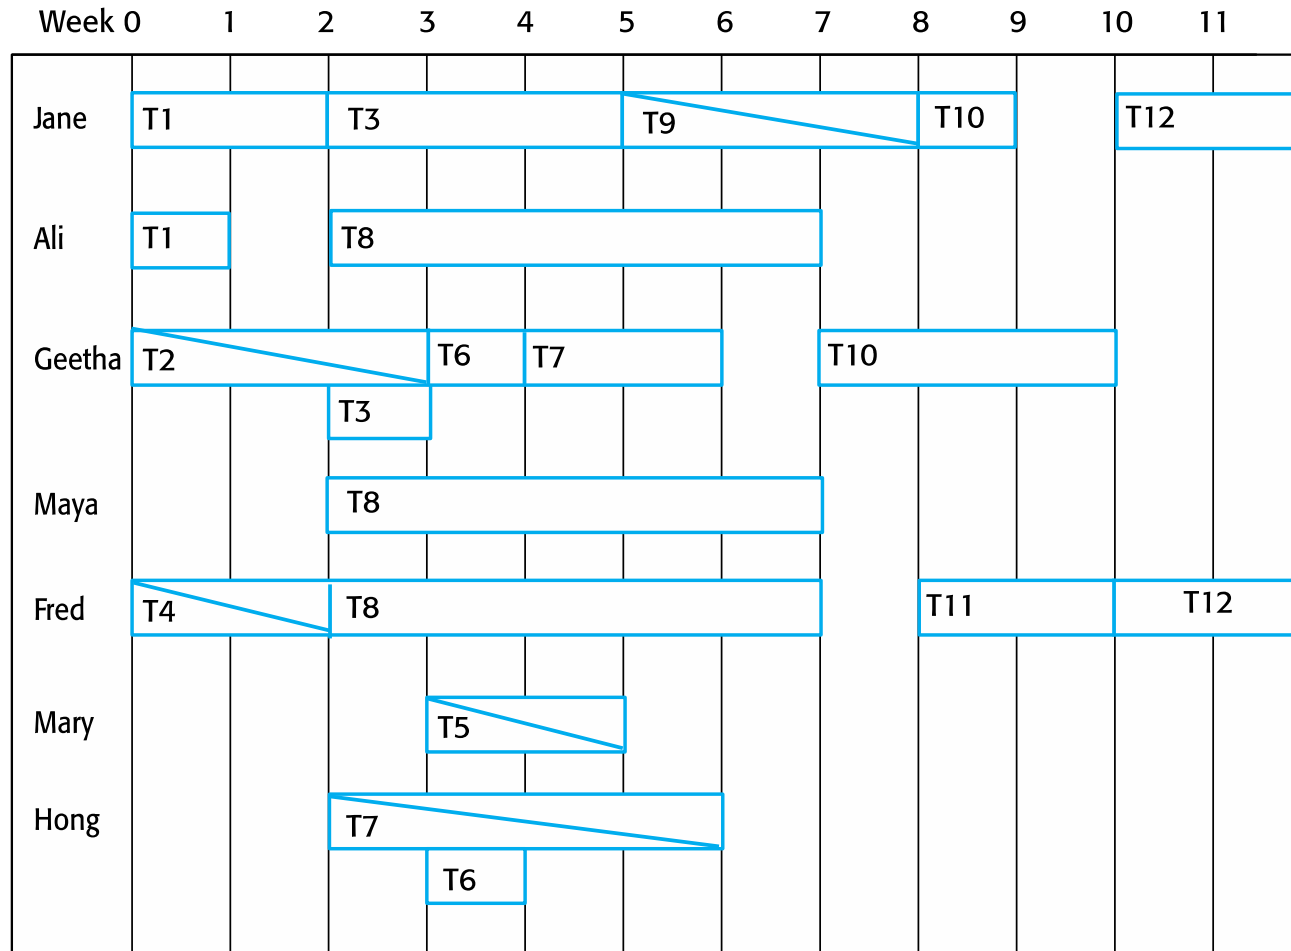 Week 0 1 2 3 4 5 6 7 8 9 10 11
Jane T1 T3 T9 T10 T12
Ali T1 T8
Geetha T2 T6 T7 T10
T3
Maya T8
Fred T4 T8 T11 T12
Mary T5
Hong T7
T6